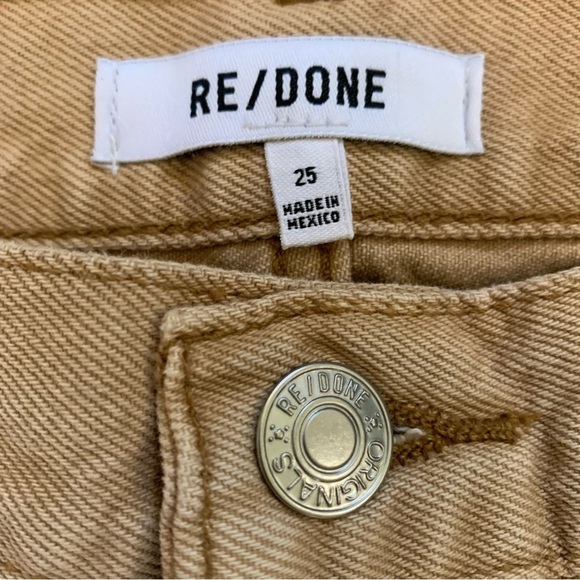 RE/DONE
25
MADE IN
MEXICO
RE/DONE
ORIGINALS